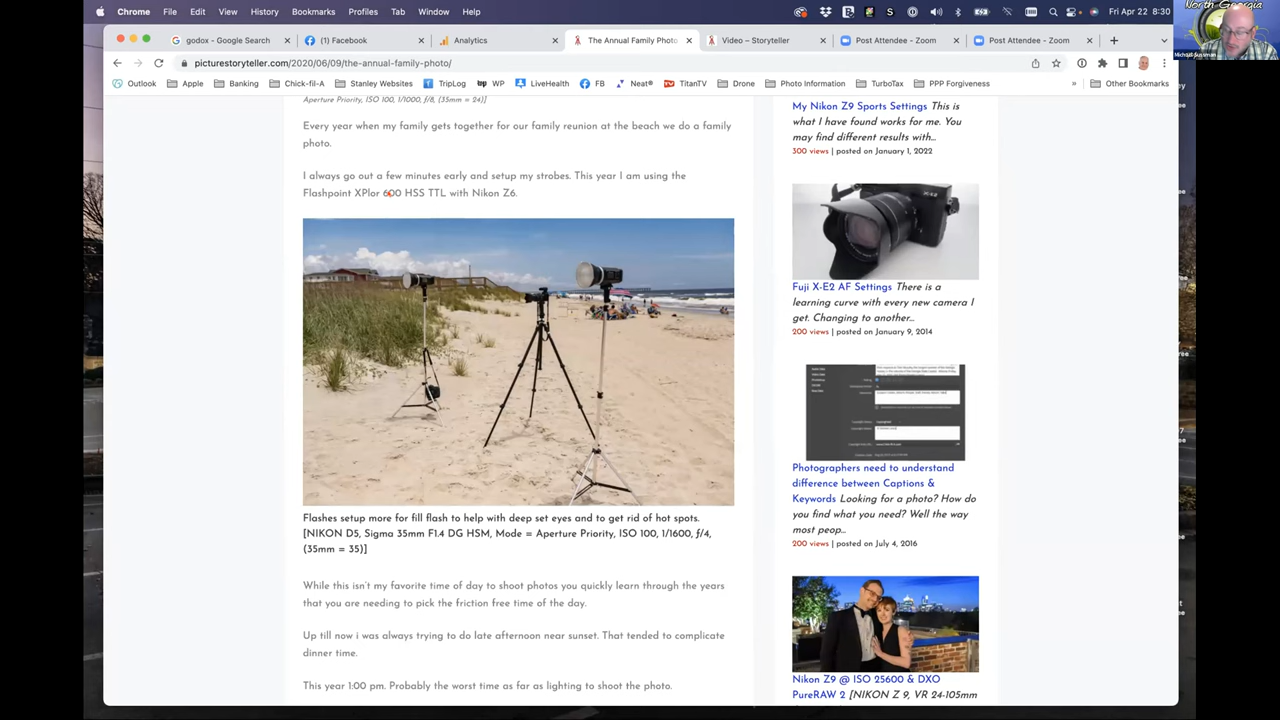 Chrome File Edit View History Bookmarks Profiles Tab Window Help
Fri Apr 22 8:30
North Georgia
godox - Google Search
(1) Facebook
Analytics
The Annual Family Photo
Video – Storyteller
Post Attendee - Zoom
Post Attendee - Zoom
picturestoryteller.com/2020/06/09/the-annual-family-photo/
Outlook Apple Banking Chick-fil-A Stanley Websites TripLog WP LiveHealth FB Neat® TitanTV Drone Photo Information TurboTax PPP Forgiveness » Other Bookmarks
Aperture Priority, ISO 100, 1/1000, ƒ/8, (35mm = 24)]
Every year when my family gets together for our family reunion at the beach we do a family
photo.
I always go out a few minutes early and setup my strobes. This year I am using the
Flashpoint XPlor 600 HSS TTL with Nikon Z6.
Flashes setup more for fill flash to help with deep set eyes and to get rid of hot spots.
[NIKON D5, Sigma 35mm F1.4 DG HSM, Mode = Aperture Priority, ISO 100, 1/1600, ƒ/4,
(35mm = 35)]
While this isn't my favorite time of day to shoot photos you quickly learn through the years
that you are needing to pick the friction free time of the day.
Up till now i was always trying to do late afternoon near sunset. That tended to complicate
dinner time.
This year 1:00 pm. Probably the worst time as far as lighting to shoot the photo.
My Nikon Z9 Sports Settings This is
what I have found works for me. You
may find different results with...
300 views | posted on January 1, 2022
Fuji X-E2 AF Settings There is a
learning curve with every new camera I
get. Changing to another...
200 views | posted on January 9, 2014
Photographers need to understand
difference between Captions &
Keywords Looking for a photo? How do
you find what you need? Well the way
most peop...
200 views | posted on July 4, 2016
Nikon Z9 @ ISO 25600 & DXO
PureRAW 2 [NIKON Z 9, VR 24-105mm